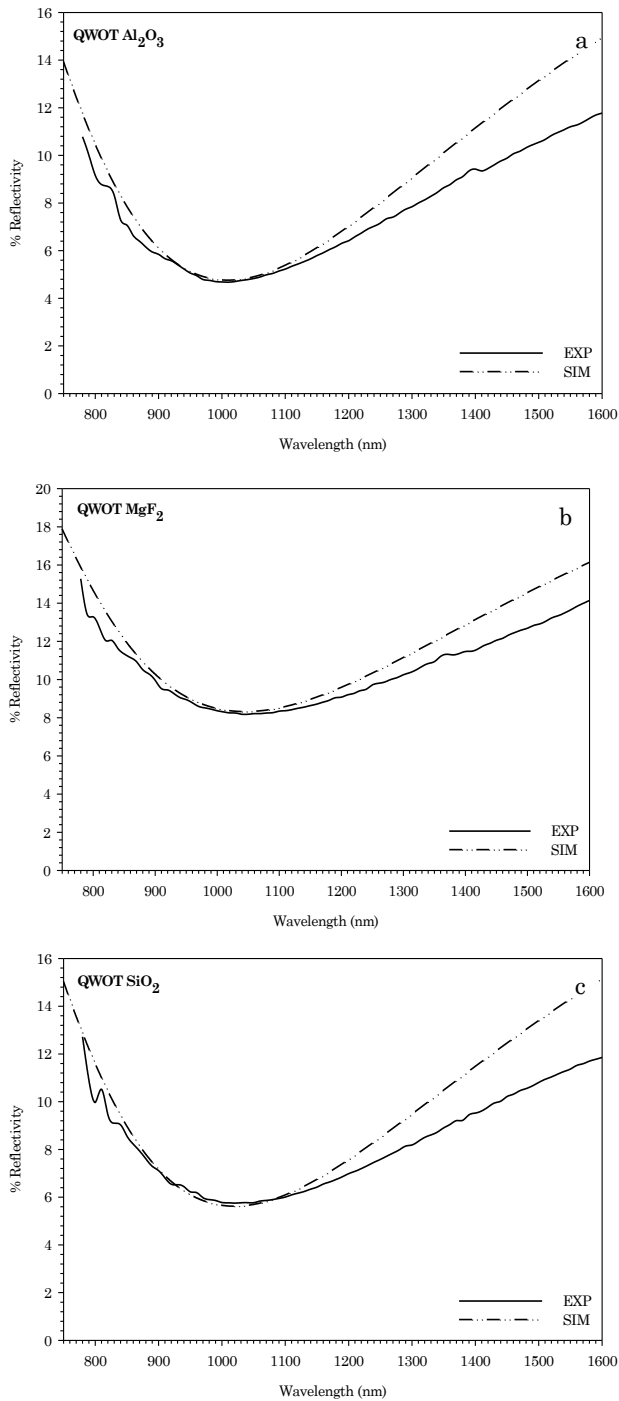 QWOT Al₂O₃
a
16
14
12
10
8
6
4
2
0
% Reflectivity
EXP
SIM
800 900 1000 1100 1200 1300 1400 1500 1600
Wavelength (nm)
QWOT MgF₂
b
20
18
16
14
12
10
8
6
4
2
0
% Reflectivity
EXP
SIM
800 900 1000 1100 1200 1300 1400 1500 1600
Wavelength (nm)
QWOT SiO₂
c
16
14
12
10
8
6
4
2
0
% Reflectivity
EXP
SIM
800 900 1000 1100 1200 1300 1400 1500 1600
Wavelength (nm)